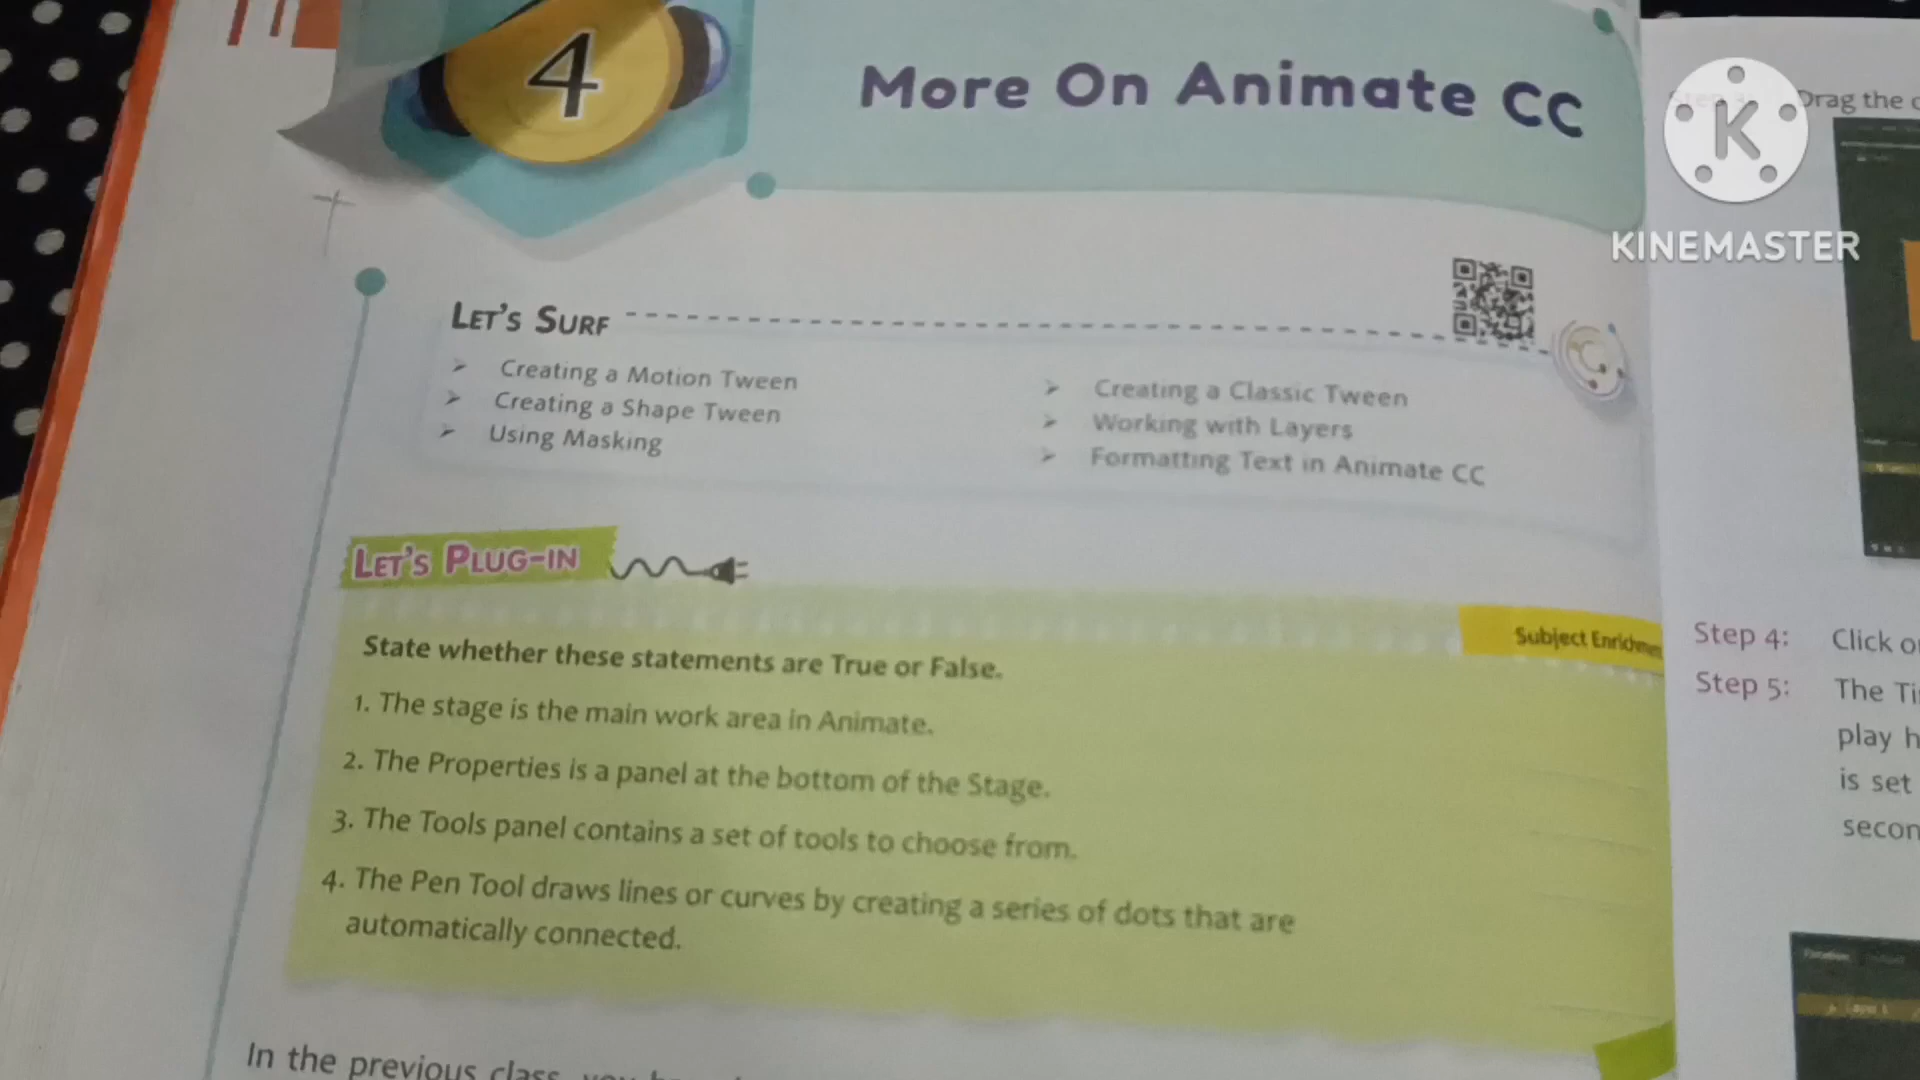 4
More On Animate CC
K
KINEMASTER
LET'S SURF
➤ Creating a Motion Tween
➤ Creating a Shape Tween
➤ Using Masking
➤ Creating a Classic Tween
➤ Working with Layers
➤ Formatting Text in Animate CC
LET'S PLUG-IN
Subject
State whether these statements are True or False.
1. The stage is the main work area in Animate.
2. The Properties is a panel at the bottom of the Stage.
3. The Tools panel contains a set of tools to choose from.
4. The Pen Tool draws lines or curves by creating a series of dots that are
automatically connected.
In the previous class,
Drag the
Step 4: Click
Step 5: The
play
is set